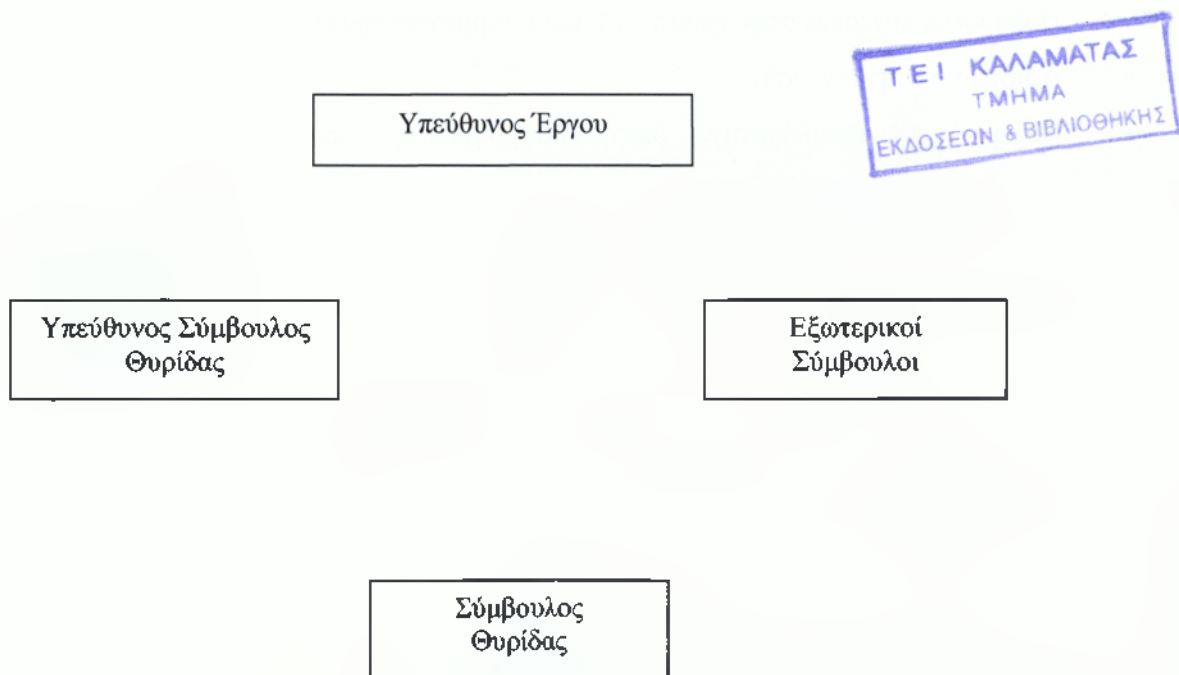 ΤΕΙ ΚΑΛΑΜΑΤΑΣ
ΤΜΗΜΑ
ΕΚΔΟΣΕΩΝ & ΒΙΒΛΙΟΘΗΚΗΣ
Υπεύθυνος Έργου
Υπεύθυνος Σύμβουλος
Θυρίδας
Εξωτερικοί
Σύμβουλοι
Σύμβουλος
Θυρίδας